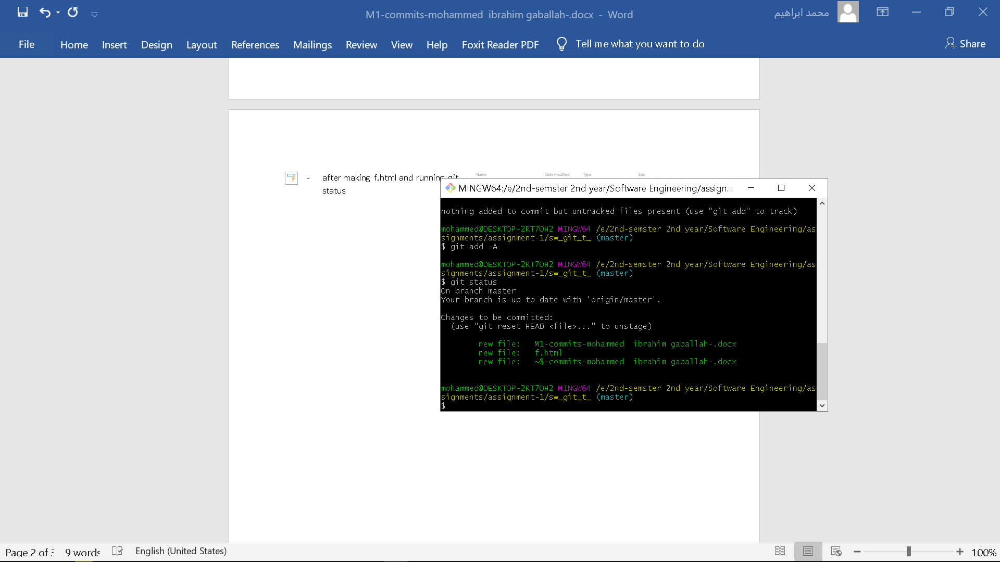 M1-commits-mohammed  ibrahim gaballah-.docx  -  Word
محمد ابراهيم
File Home Insert Design Layout References Mailings Review View Help Foxit Reader PDF Tell me what you want to do Share
- after making f.html and running git
status
Name Date modified Type Size
MINGW64:/e/2nd-semster 2nd year/Software Engineering/assign...
nothing added to commit but untracked files present (use "git add" to track)
mohammed@DESKTOP-2RT7OH2 MINGW64 /e/2nd-semster 2nd year/Software Engineering/as
signments/assignment-1/sw_git_t_ (master)
$ git add -A
mohammed@DESKTOP-2RT7OH2 MINGW64 /e/2nd-semster 2nd year/Software Engineering/as
signments/assignment-1/sw_git_t_ (master)
$ git status
On branch master
Your branch is up to date with 'origin/master'.
Changes to be committed:
(use "git reset HEAD <file>..." to unstage)
new file:   M1-commits-mohammed  ibrahim gaballah-.docx
new file:   f.html
new file:   ~$-commits-mohammed  ibrahim gaballah-.docx
mohammed@DESKTOP-2RT7OH2 MINGW64 /e/2nd-semster 2nd year/Software Engineering/as
signments/assignment-1/sw_git_t_ (master)
$
Page 2 of 9 words English (United States) 100%